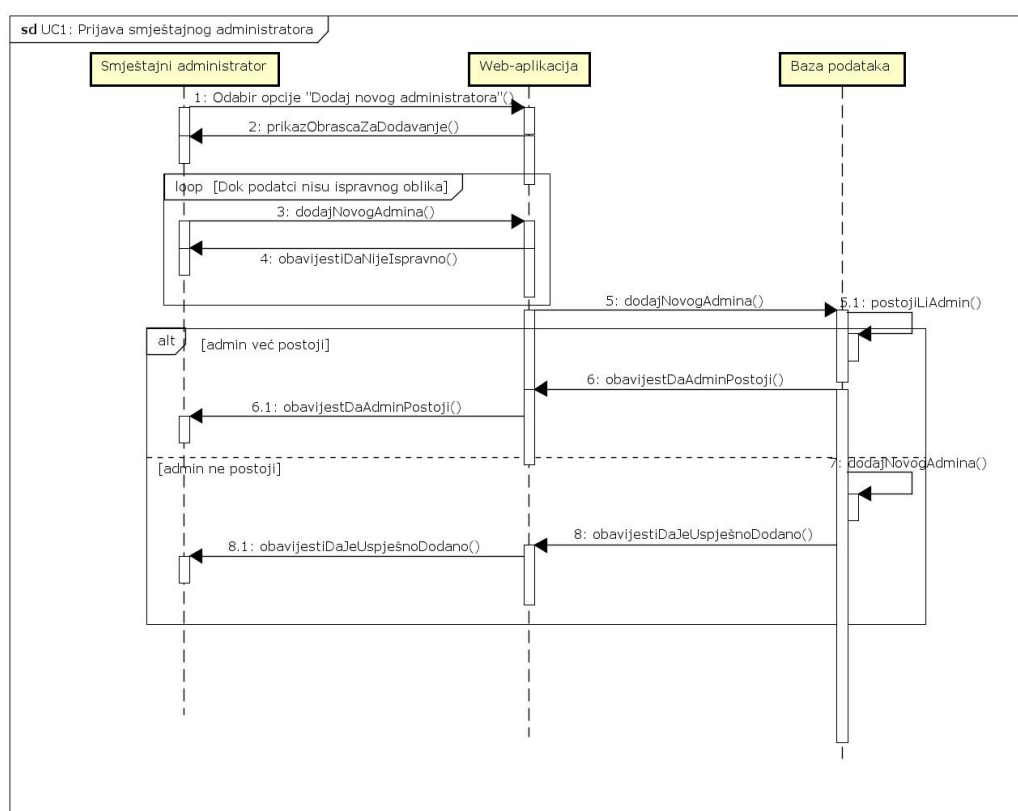 sd UC1: Prijava smještajnog administratora
Smještajni administrator
Web-aplikacija
Baza podataka
1: Odabir opcije "Dodaj novog administratora"()
2: prikazObrascaZaDodavanje()
loop [Dok podatci nisu ispravnog oblika]
3: dodajNovogAdmina()
4: obavijestiDaNijeIspravno()
5: dodajNovogAdmina()
5.1: postojiLiAdmin()
alt [admin već postoji]
6: obavijestDaAdminPostoji()
6.1: obavijestDaAdminPostoji()
[admin ne postoji]
7: dodajNovogAdmina()
8: obavijestiDaJeUspješnoDodano()
8.1: obavijestiDaJeUspješnoDodano()